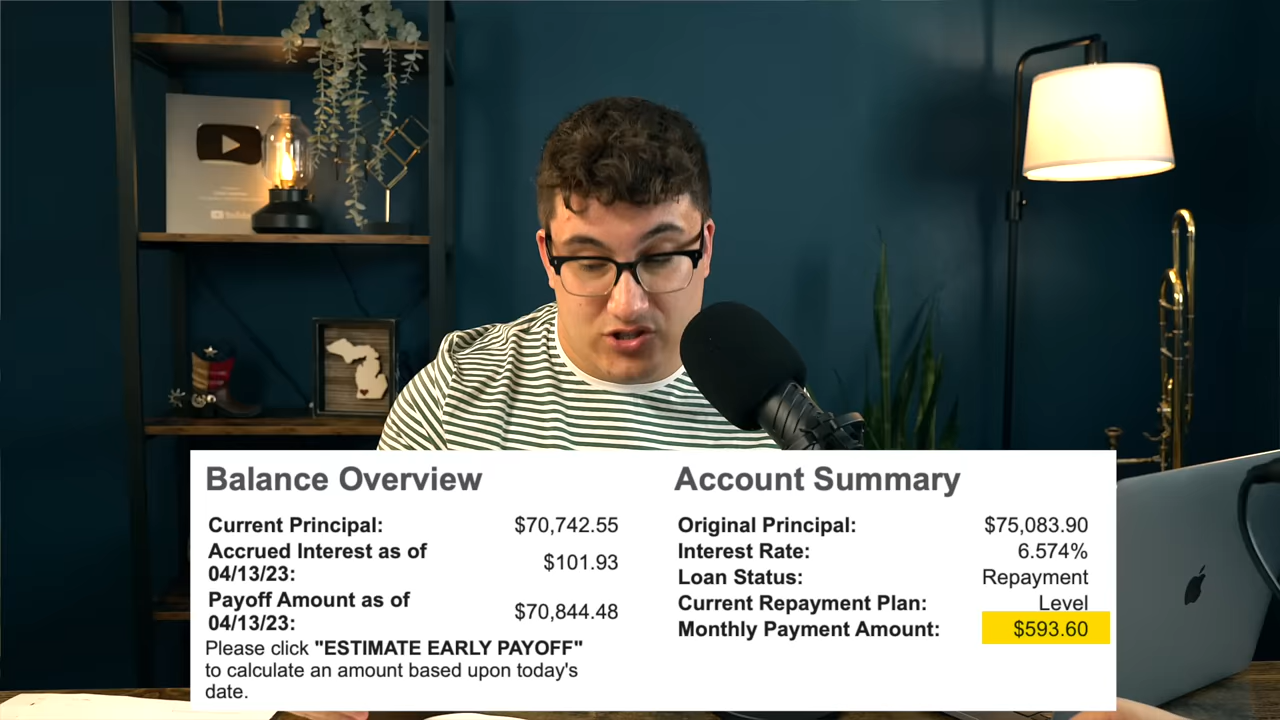 Balance Overview
Current Principal: $70,742.55
Accrued Interest as of
04/13/23: $101.93
Payoff Amount as of
04/13/23: $70,844.48
Please click "ESTIMATE EARLY PAYOFF"
to calculate an amount based upon today's
date.
Account Summary
Original Principal: $75,083.90
Interest Rate: 6.574%
Loan Status: Repayment
Current Repayment Plan: Level
Monthly Payment Amount: $593.60